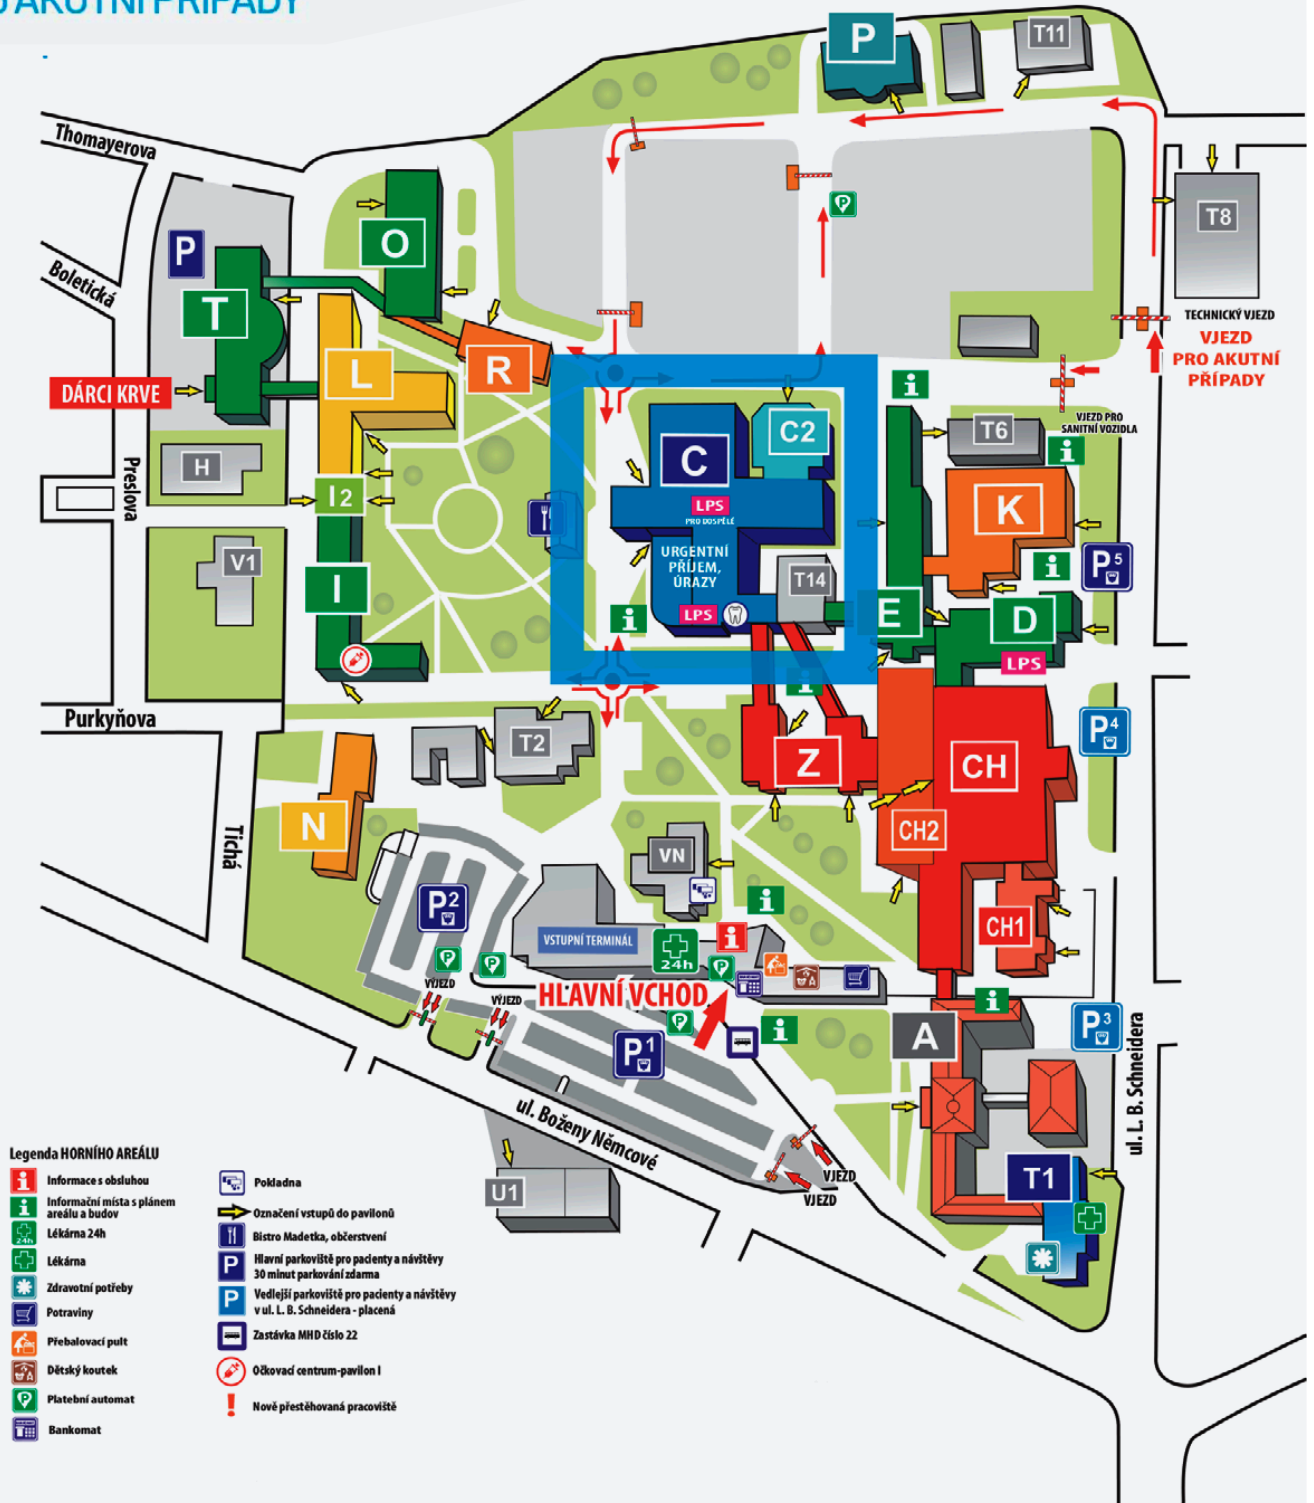 AKUTNÍ PŘÍPADY
P
T11
Thomayerova
T8
P
O
Boletická
T
TECHNICKÝ VJEZD
VJEZD
PRO AKUTNÍ
PŘÍPADY
L
R
DÁRCI KRVE
i
VJEZD PRO
SANITNÍ VOZIDLA
C2
T6
i
C
H
Preslova
I2
LPS
PRO DOSPĚLÉ
K
V1
URGENTNÍ
PŘÍJEM,
ÚRAZY
T14
i
P5
I
LPS
i
E
D
LPS
i
Purkyňova
T2
P4
Z
CH
N
CH2
Tichá
VN
P2
i
CH1
VSTUPNÍ TERMINÁL
24h
i
P
P
P
VÝJEZD
VÝJEZD
HLAVNÍ VCHOD
i
P
P1
i
A
P3
ul. L. B. Schneidera
ul. Boženy Němcové
VJEZD
VJEZD
T1
U1
Legenda HORNÍHO AREÁLU
i Informace s obsluhou
i Informační místa s plánem
areálu a budov
24h Lékárna 24h
Lékárna
Zdravotní potřeby
Potraviny
Přebalovací pult
Dětský koutek
P Platební automat
Bankomat
Pokladna
Označení vstupů do pavilonů
Bistro Madetka, občerstvení
P Hlavní parkoviště pro pacienty a návštěvy
30 minut parkování zdarma
P Vedlejší parkoviště pro pacienty a návštěvy
v ul. L. B. Schneidera - placená
Zastávka MHD číslo 22
Očkovací centrum-pavilon I
! Nově přestěhovaná pracoviště